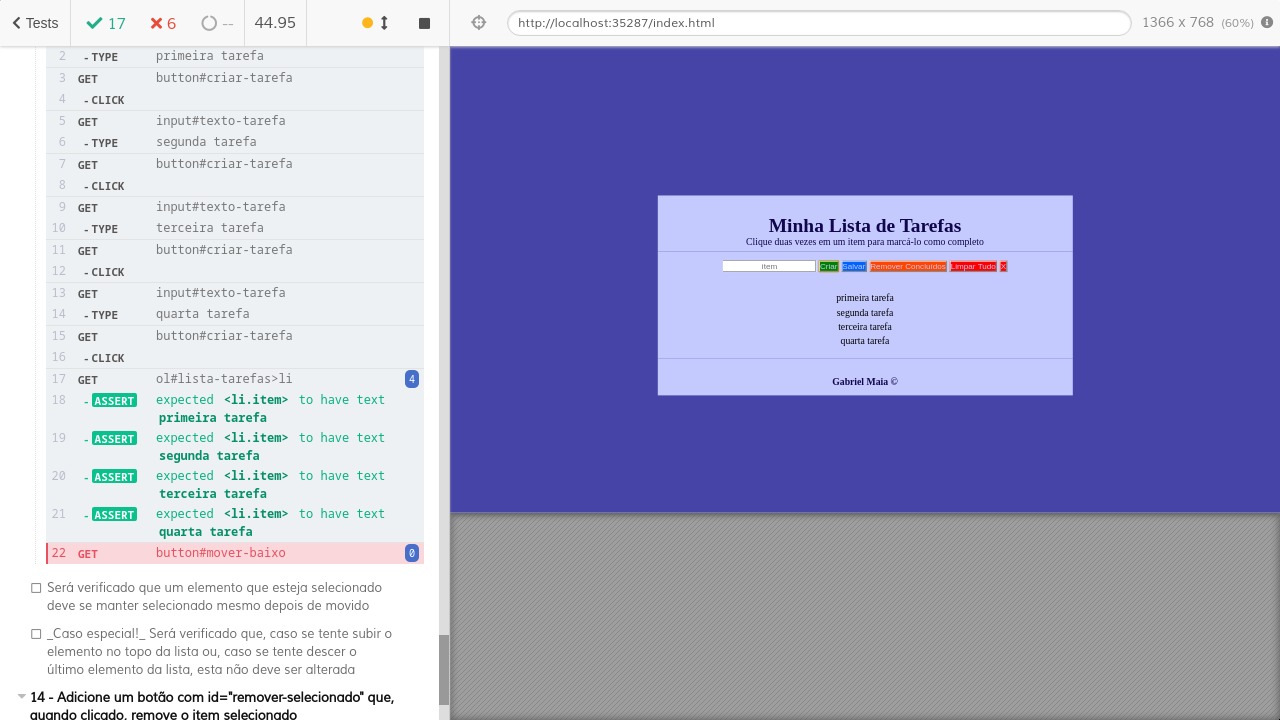 Tests
17
6
--
44.95
http://localhost:35287/index.html
1366 x 768 (60%)
2 - TYPE primeira tarefa
3 GET button#criar-tarefa
4 - CLICK
5 GET input#texto-tarefa
6 - TYPE segunda tarefa
7 GET button#criar-tarefa
8 - CLICK
9 GET input#texto-tarefa
10 - TYPE terceira tarefa
11 GET button#criar-tarefa
12 - CLICK
13 GET input#texto-tarefa
14 - TYPE quarta tarefa
15 GET button#criar-tarefa
16 - CLICK
17 GET ol#lista-tarefas>li 4
18 - ASSERT expected <li.item> to have text
primeira tarefa
19 - ASSERT expected <li.item> to have text
segunda tarefa
20 - ASSERT expected <li.item> to have text
terceira tarefa
21 - ASSERT expected <li.item> to have text
quarta tarefa
22 GET button#mover-baixo 0
Será verificado que um elemento que esteja selecionado
deve se manter selecionado mesmo depois de movido
_Caso especial!_ Será verificado que, caso se tente subir o
elemento no topo da lista ou, caso se tente descer o
último elemento da lista, esta não deve ser alterada
14 - Adicione um botão com id="remover-selecionado" que,
quando clicado, remove o item selecionado
Minha Lista de Tarefas
Clique duas vezes em um item para marcá-lo como completo
item Criar Salvar Remover Concluídos Limpar Tudo X
primeira tarefa
segunda tarefa
terceira tarefa
quarta tarefa
Gabriel Maia ©